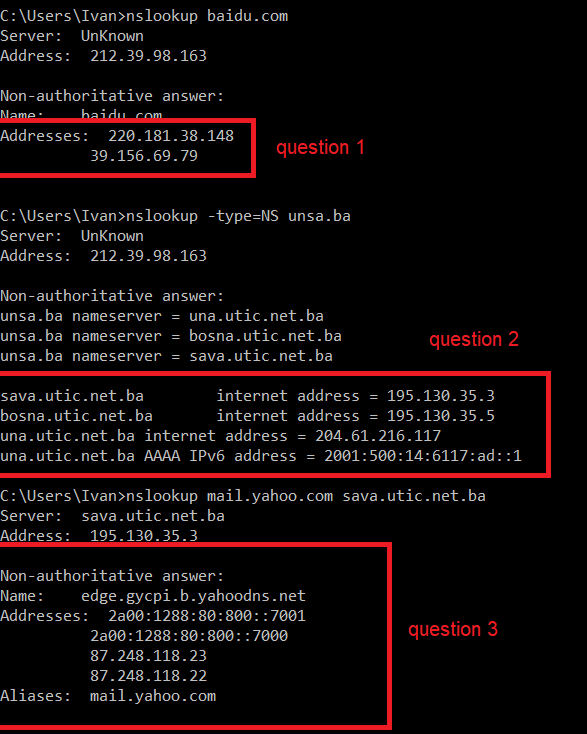 C:\Users\Ivan>nslookup baidu.com
Server:  UnKnown
Address:  212.39.98.163
Non-authoritative answer:
Name:    baidu.com
Addresses:  220.181.38.148
39.156.69.79
question 1
C:\Users\Ivan>nslookup -type=NS unsa.ba
Server:  UnKnown
Address:  212.39.98.163
Non-authoritative answer:
unsa.ba nameserver = una.utic.net.ba
unsa.ba nameserver = bosna.utic.net.ba
unsa.ba nameserver = sava.utic.net.ba
question 2
sava.utic.net.ba        internet address = 195.130.35.3
bosna.utic.net.ba       internet address = 195.130.35.5
una.utic.net.ba internet address = 204.61.216.117
una.utic.net.ba AAAA IPv6 address = 2001:500:14:6117:ad::1
C:\Users\Ivan>nslookup mail.yahoo.com sava.utic.net.ba
Server:  sava.utic.net.ba
Address:  195.130.35.3
Non-authoritative answer:
Name:    edge.gycpi.b.yahoodns.net
Addresses:  2a00:1288:80:800::7001
2a00:1288:80:800::7000
87.248.118.23
87.248.118.22
Aliases:  mail.yahoo.com
question 3